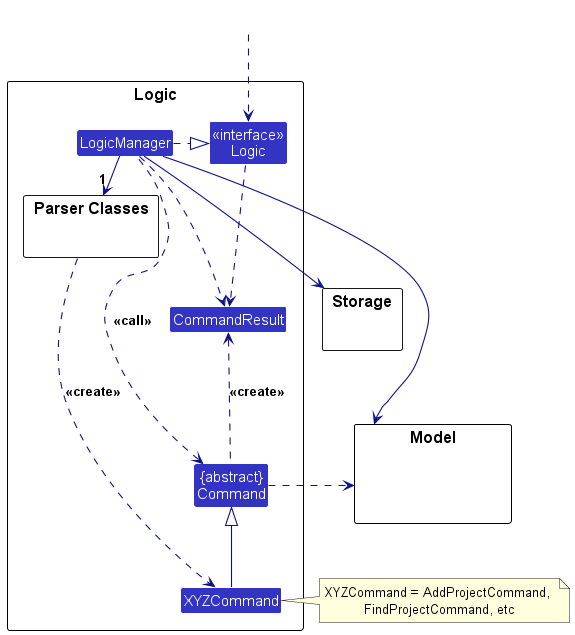 Logic
LogicManager
«interface»
Logic
1
Parser Classes
Storage
CommandResult
«call»
«create»
«create»
Model
{abstract}
Command
XYZCommand
XYZCommand = AddProjectCommand,
FindProjectCommand, etc